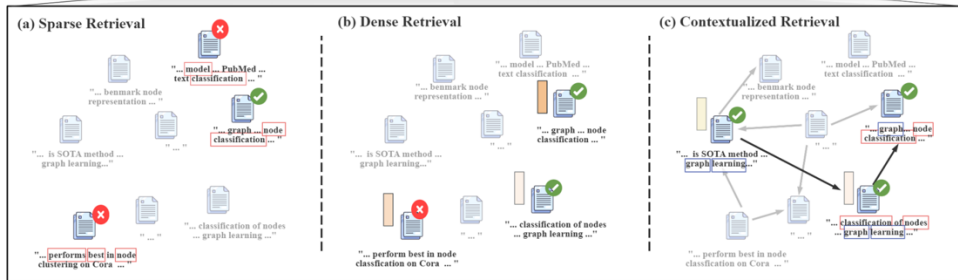 (a) Sparse Retrieval
"... model ... PubMed ...
text classification ... "
"... benmark node
representation ... "
"... graph ... node
classification ... "
"... is SOTA method ...
graph learning..."
"... "
"... classification of nodes
... graph learning ... "
"... "
"... performs best in node
clustering on Cora ... "
(b) Dense Retrieval
"... model ... PubMed ...
text classification ... "
"... benmark node
representation ... "
"... graph ... node
classification ... "
"... is SOTA method ...
graph learning..."
"... "
"... classification of nodes
... graph learning ... "
"... "
"... perform best in node
classfication on Cora ... "
(c) Contextualized Retrieval
"... model ... PubMed ...
text classification ... "
"... benmark node
representation ... "
"... graph ... node
classification ... "
"... is SOTA method ...
graph learning..."
"... "
"... classification of nodes
... graph learning ... "
"... "
"... perform best in node
classfication on Cora ... "